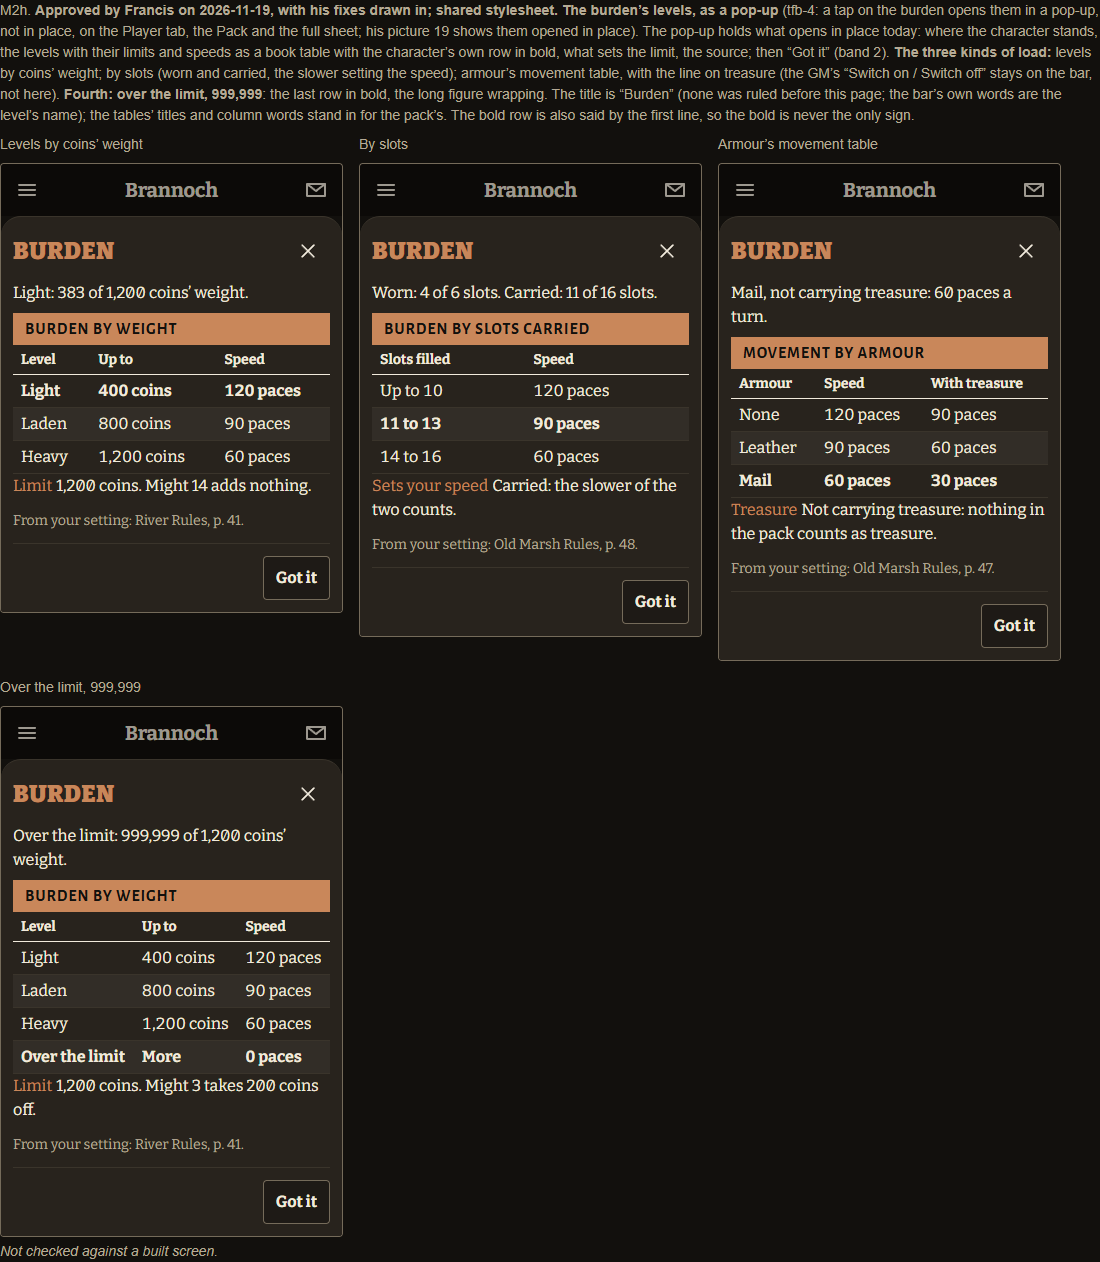 M2h. Approved by Francis on 2026-11-19, with his fixes drawn in; shared stylesheet. The burden’s levels, as a pop-up (tfb-4: a tap on the burden opens them in a pop-up,
not in place, on the Player tab, the Pack and the full sheet; his picture 19 shows them opened in place). The pop-up holds what opens in place today: where the character stands,
the levels with their limits and speeds as a book table with the character’s own row in bold, what sets the limit, the source; then “Got it” (band 2). The three kinds of load: levels
by coins’ weight; by slots (worn and carried, the slower setting the speed); armour’s movement table, with the line on treasure (the GM’s “Switch on / Switch off” stays on the bar,
not here). Fourth: over the limit, 999,999: the last row in bold, the long figure wrapping. The title is “Burden” (none was ruled before this page; the bar’s own words are the
level’s name); the tables’ titles and column words stand in for the pack’s. The bold row is also said by the first line, so the bold is never the only sign.
Levels by coins’ weight
Brannoch
BURDEN
Light: 383 of 1,200 coins’ weight.
BURDEN BY WEIGHT
Level Up to Speed
Light 400 coins 120 paces
Laden 800 coins 90 paces
Heavy 1,200 coins 60 paces
Limit 1,200 coins. Might 14 adds nothing.
From your setting: River Rules, p. 41.
Got it
By slots
Brannoch
BURDEN
Worn: 4 of 6 slots. Carried: 11 of 16 slots.
BURDEN BY SLOTS CARRIED
Slots filled Speed
Up to 10 120 paces
11 to 13 90 paces
14 to 16 60 paces
Sets your speed Carried: the slower of the
two counts.
From your setting: Old Marsh Rules, p. 48.
Got it
Armour’s movement table
Brannoch
BURDEN
Mail, not carrying treasure: 60 paces a
turn.
MOVEMENT BY ARMOUR
Armour Speed With treasure
None 120 paces 90 paces
Leather 90 paces 60 paces
Mail 60 paces 30 paces
Treasure Not carrying treasure: nothing in
the pack counts as treasure.
From your setting: Old Marsh Rules, p. 47.
Got it
Over the limit, 999,999
Brannoch
BURDEN
Over the limit: 999,999 of 1,200 coins’
weight.
BURDEN BY WEIGHT
Level Up to Speed
Light 400 coins 120 paces
Laden 800 coins 90 paces
Heavy 1,200 coins 60 paces
Over the limit More 0 paces
Limit 1,200 coins. Might 3 takes 200 coins
off.
From your setting: River Rules, p. 41.
Got it
Not checked against a built screen.